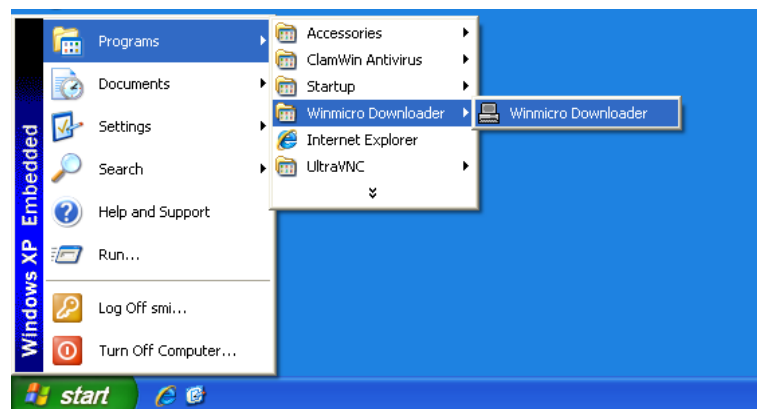 Programs
Documents
Settings
Search
Help and Support
Run...
Log Off smi...
Turn Off Computer...
Windows XP Embedded
start
Accessories
ClamWin Antivirus
Startup
Winmicro Downloader
Internet Explorer
UltraVNC
Winmicro Downloader